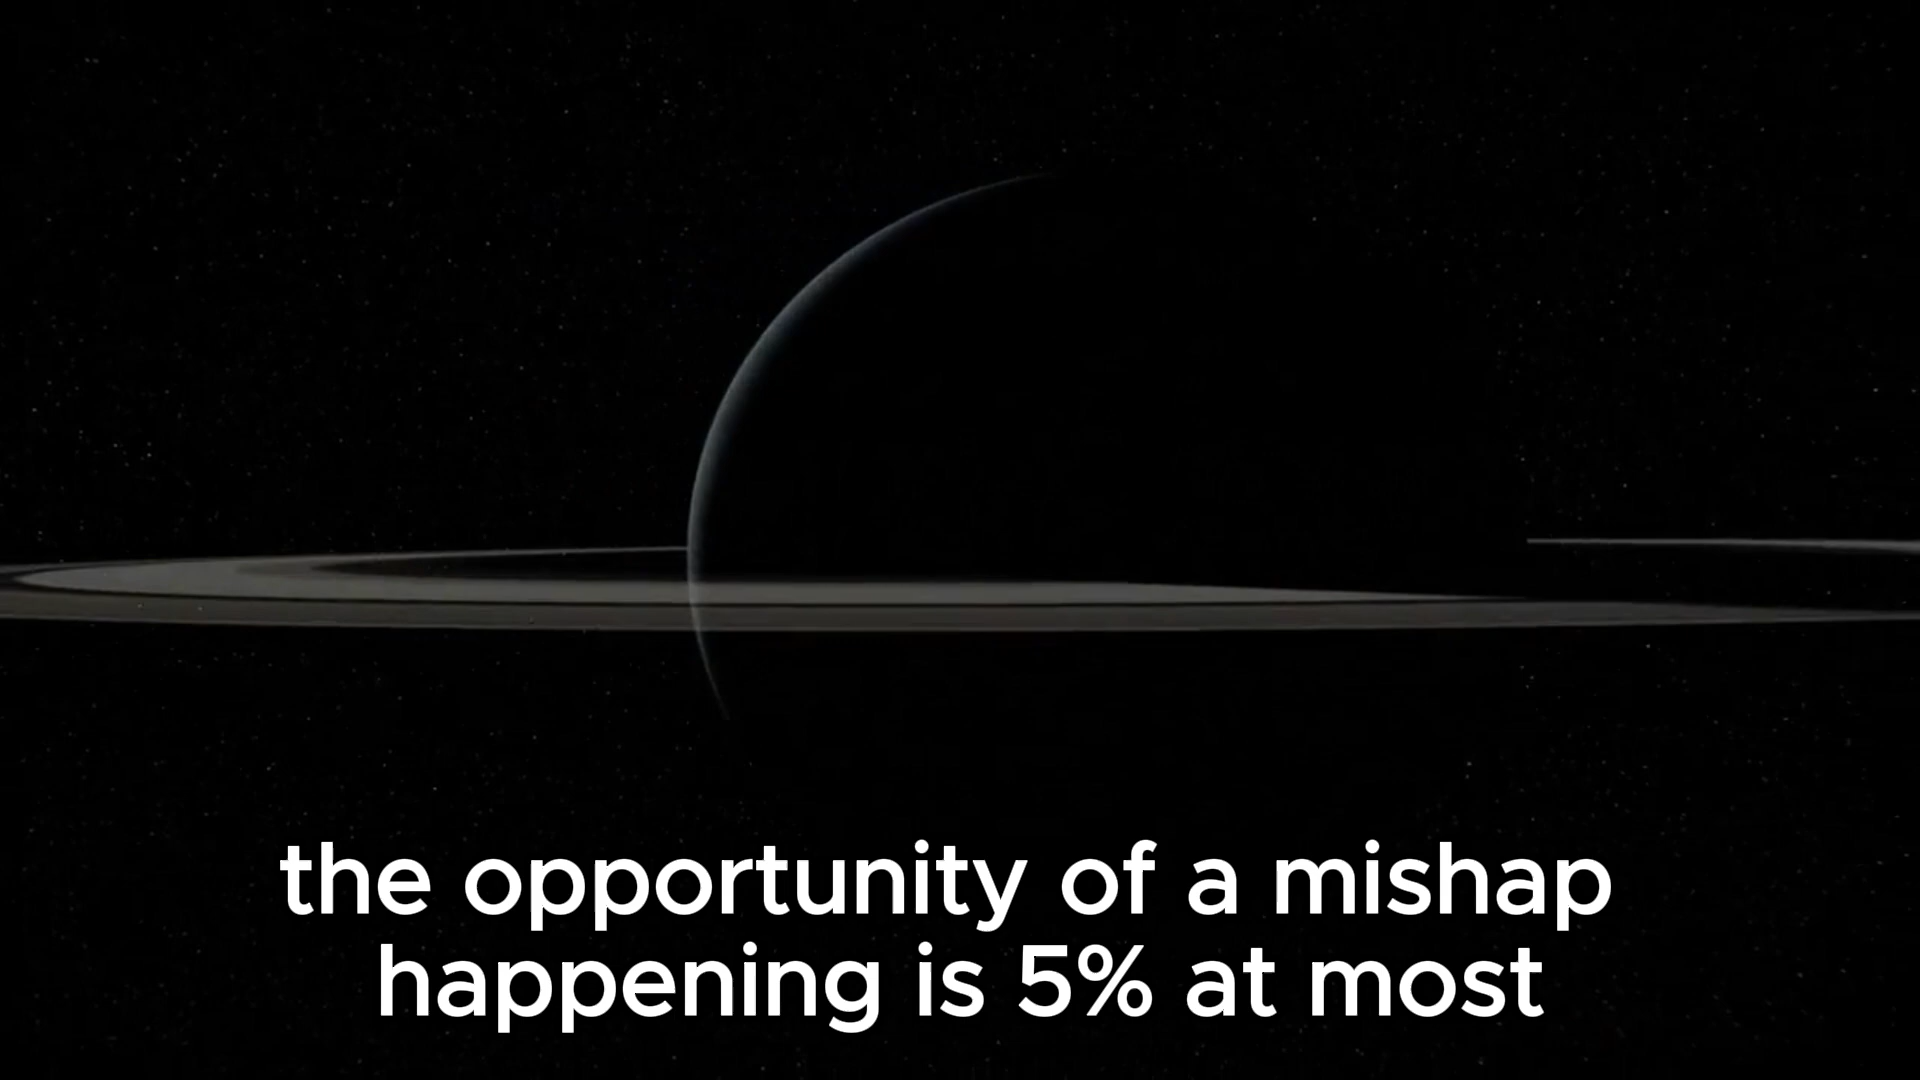 the opportunity of a mishap
happening is 5% at most